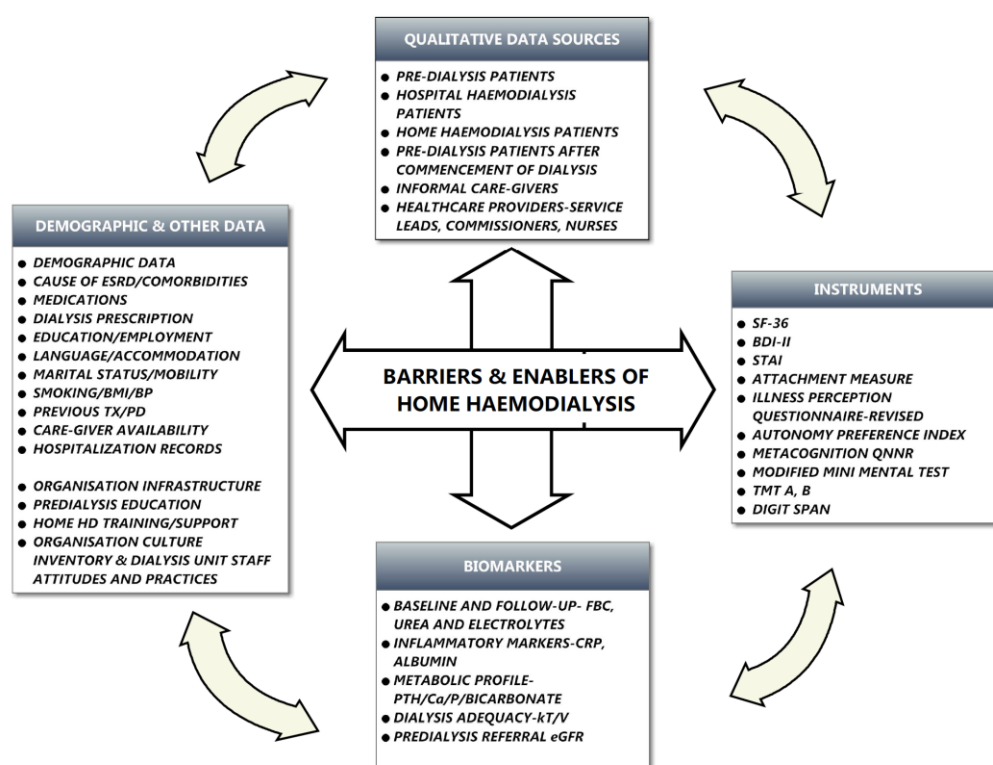 QUALITATIVE DATA SOURCES
● PRE-DIALYSIS PATIENTS
● HOSPITAL HAEMODIALYSIS
PATIENTS
● HOME HAEMODIALYSIS PATIENTS
● PRE-DIALYSIS PATIENTS AFTER
COMMENCEMENT OF DIALYSIS
● INFORMAL CARE-GIVERS
● HEALTHCARE PROVIDERS-SERVICE
LEADS, COMMISSIONERS, NURSES
DEMOGRAPHIC & OTHER DATA
● DEMOGRAPHIC DATA
● CAUSE OF ESRD/COMORBIDITIES
● MEDICATIONS
● DIALYSIS PRESCRIPTION
● EDUCATION/EMPLOYMENT
● LANGUAGE/ACCOMMODATION
● MARITAL STATUS/MOBILITY
● SMOKING/BMI/BP
● PREVIOUS TX/PD
● CARE-GIVER AVAILABILITY
● HOSPITALIZATION RECORDS
● ORGANISATION INFRASTRUCTURE
● PREDIALYSIS EDUCATION
● HOME HD TRAINING/SUPPORT
● ORGANISATION CULTURE
INVENTORY & DIALYSIS UNIT STAFF
ATTITUDES AND PRACTICES
BARRIERS & ENABLERS OF
HOME HAEMODIALYSIS
INSTRUMENTS
● SF-36
● BDI-II
● STAI
● ATTACHMENT MEASURE
● ILLNESS PERCEPTION
QUESTIONNAIRE-REVISED
● AUTONOMY PREFERENCE INDEX
● METACOGNITION QNNR
● MODIFIED MINI MENTAL TEST
● TMT A, B
● DIGIT SPAN
BIOMARKERS
● BASELINE AND FOLLOW-UP- FBC,
UREA AND ELECTROLYTES
● INFLAMMATORY MARKERS-CRP,
ALBUMIN
● METABOLIC PROFILE-
PTH/Ca/P/BICARBONATE
● DIALYSIS ADEQUACY-kT/V
● PREDIALYSIS REFERRAL eGFR